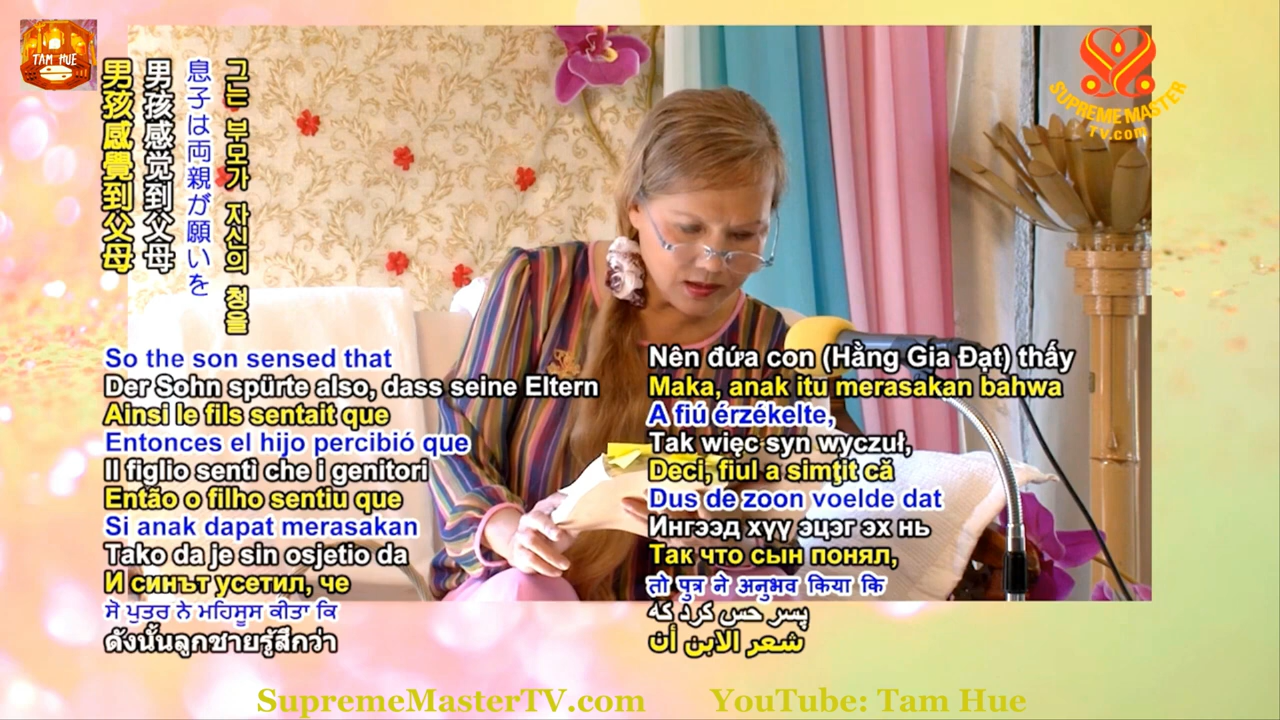 TAM HUE
SUPREME MASTER
TV.com
男孩感覺到父母
男孩感觉到父母
息子は両親が願いを
그는 부모가 자신의 청을
So the son sensed that
Der Sohn spürte also, dass seine Eltern
Ainsi le fils sentait que
Entonces el hijo percibió que
Il figlio sentì che i genitori
Então o filho sentiu que
Si anak dapat merasakan
Tako da je sin osjetio da
И синът усетил, че
ਸੋ ਪੁਤਰ ਨੇ ਮਹਿਸੂਸ ਕੀਤਾ ਕਿ
ดังนั้นลูกชายรู้สึกว่า
Nên đứa con (Hằng Gia Đạt) thấy
Maka, anak itu merasakan bahwa
A fiú érzékelte,
Tak więc syn wyczuł,
Deci, fiul a simţit că
Dus de zoon voelde dat
Ингээд хүү эцэг эх нь
Так что сын понял,
तो पुत्र ने अनुभव किया कि
پسر حس کرد که
شعر الابن أن
SupremeMasterTV.com YouTube: Tam Hue